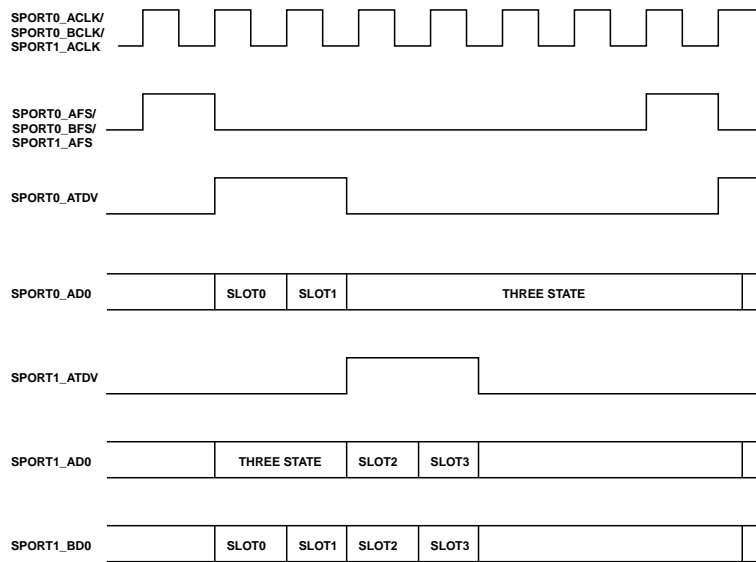 SPORT0_ACLK/
SPORT0_BCLK/
SPORT1_ACLK
SPORT0_AFS/
SPORT0_BFS/
SPORT1_AFS
SPORT0_ATDV
SPORT0_AD0
SLOT0
SLOT1
THREE STATE
SPORT1_ATDV
SPORT1_AD0
THREE STATE
SLOT2
SLOT3
SPORT1_BD0
SLOT0
SLOT1
SLOT2
SLOT3